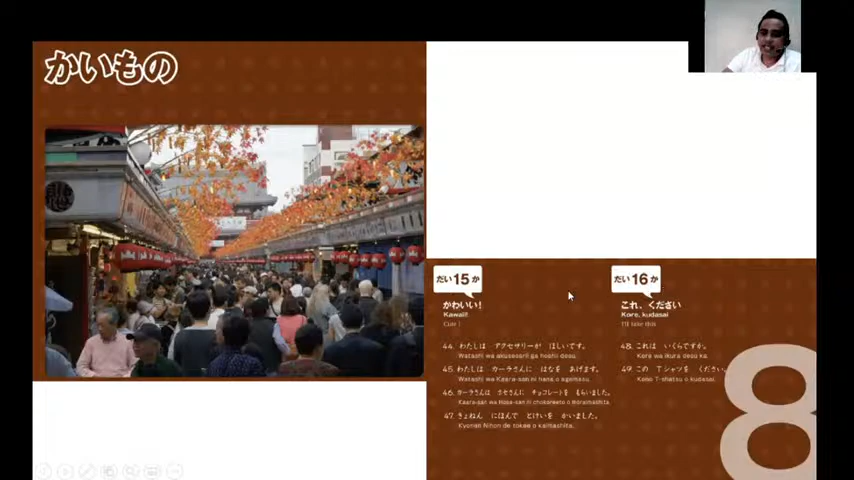 かいもの
だい15か
かわいい!
Kawaii!
Cute !
44. わたしは アクセサリーが ほしいです。
Watashi wa akusesarii ga hoshii desu.
45. わたしは カーラさんに はなを あげます。
Watashi wa Kaara-san ni hana o agemasu.
46. カーラさんは ホセさんに チョコレートを もらいました。
Kaara-san wa Hose-san ni chokoreeto o moraimashita.
47. きょねん にほんで とけいを かいました。
Kyonen Nihon de tokee o kaimashita.
だい16か
これ、ください
Kore, kudasai
I'll take this
48. これは いくらですか。
Kore wa ikura desu ka.
49. この Tシャツを ください。
Kono T-shatsu o kudasai.
8